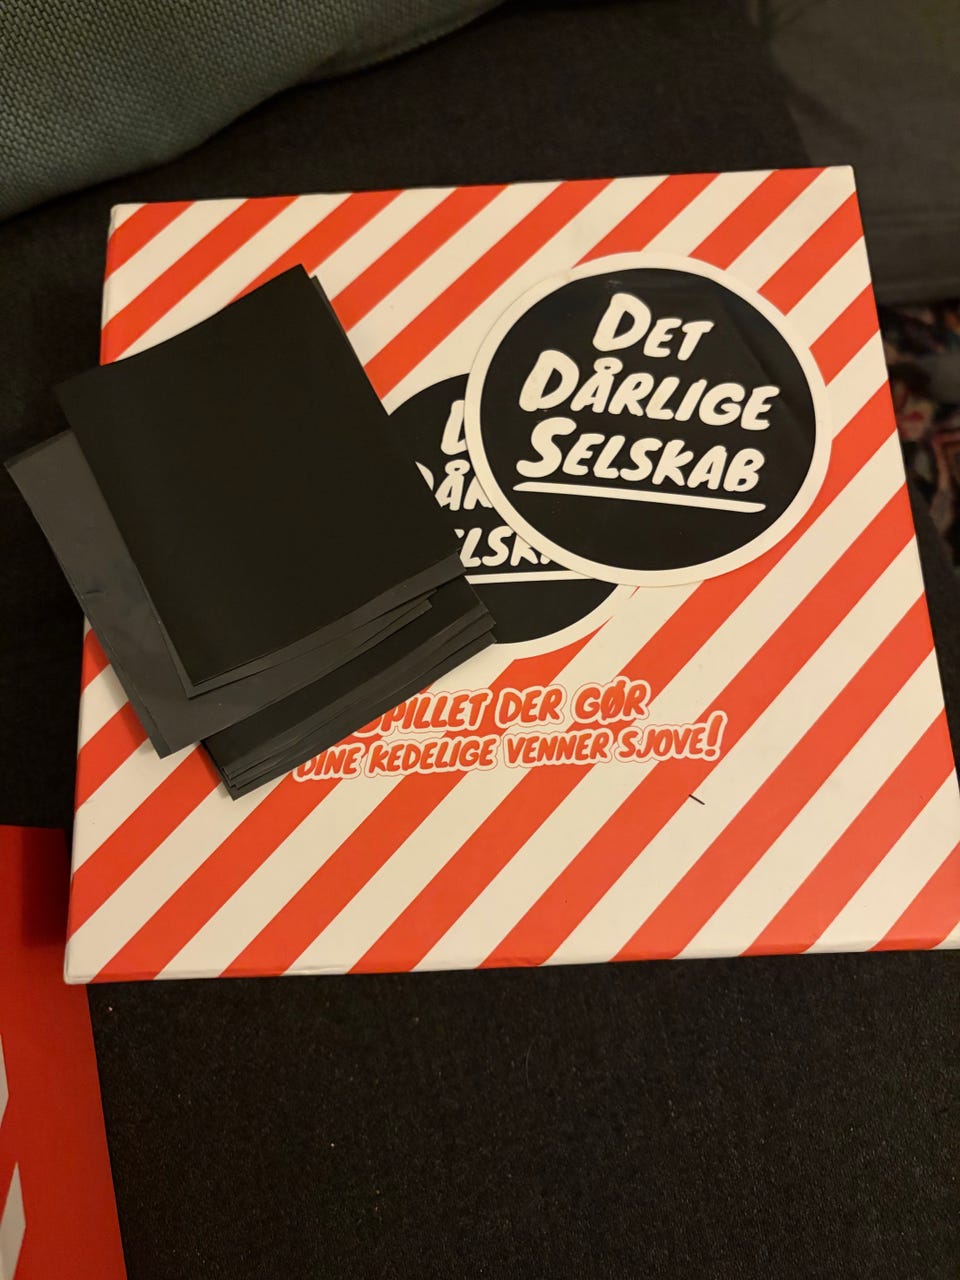 DET
DÅRLIGE
SELSKAB
SPILLET DER GØR
DINE KEDELIGE VENNER SJOVE!